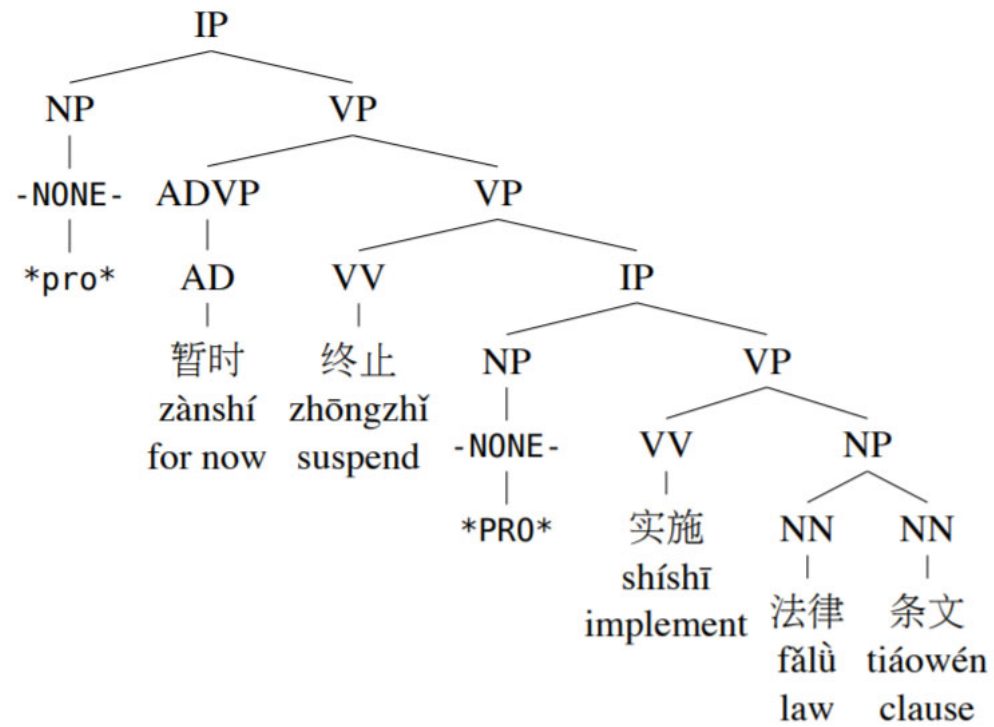 IP
NP VP
-NONE- ADVP VP
*pro* AD VV IP
暂时 终止 NP VP
zànshí zhōngzhǐ -NONE- VV NP
for now suspend
*PRO* 实施 NN NN
shíshī 法律 条文
implement fǎlǜ tiáowén
law clause